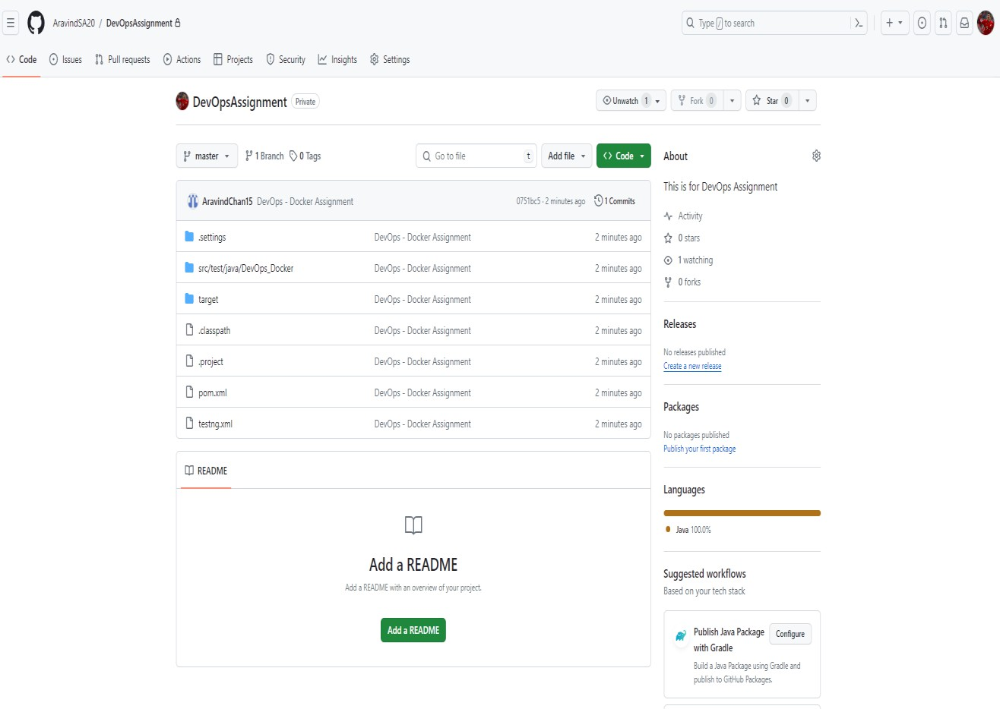 AravindSA20 / DevOpsAssignment
Type / to search
Code Issues Pull requests Actions Projects Security Insights Settings
DevOpsAssignment Private
Unwatch 1 Fork 0 Star 0
master 1 Branch 0 Tags
Go to file t
Add file
Code
AravindChan15 DevOps - Docker Assignment 0751bc5 · 2 minutes ago 1 Commits
.settings DevOps - Docker Assignment 2 minutes ago
src/test/java/DevOps_Docker DevOps - Docker Assignment 2 minutes ago
target DevOps - Docker Assignment 2 minutes ago
.classpath DevOps - Docker Assignment 2 minutes ago
.project DevOps - Docker Assignment 2 minutes ago
pom.xml DevOps - Docker Assignment 2 minutes ago
testng.xml DevOps - Docker Assignment 2 minutes ago
README
Add a README
Add a README with an overview of your project.
Add a README
About
This is for DevOps Assignment
Activity
0 stars
1 watching
0 forks
Releases
No releases published
Create a new release
Packages
No packages published
Publish your first package
Languages
Java 100.0%
Suggested workflows
Based on your tech stack
Publish Java Package
with Gradle
Configure
Build a Java Package using Gradle and
publish to GitHub Packages.